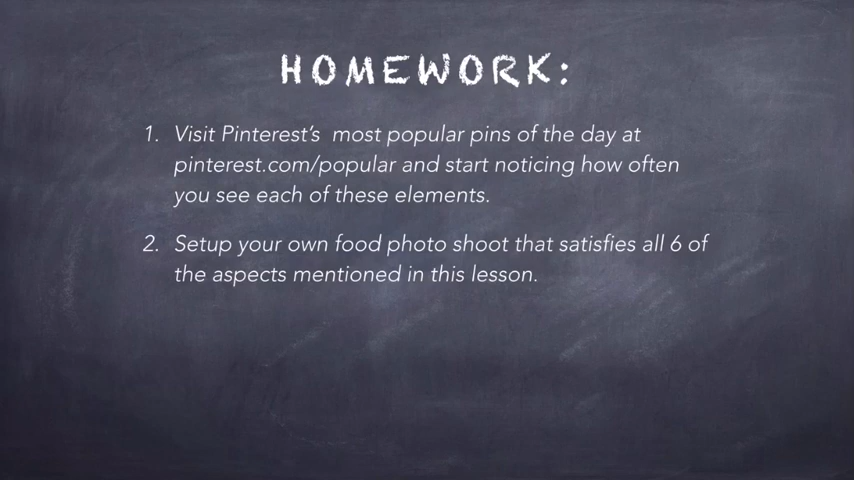 HOMEWORK:
1. Visit Pinterest's most popular pins of the day at
pinterest.com/popular and start noticing how often
you see each of these elements.
2. Setup your own food photo shoot that satisfies all 6 of
the aspects mentioned in this lesson.